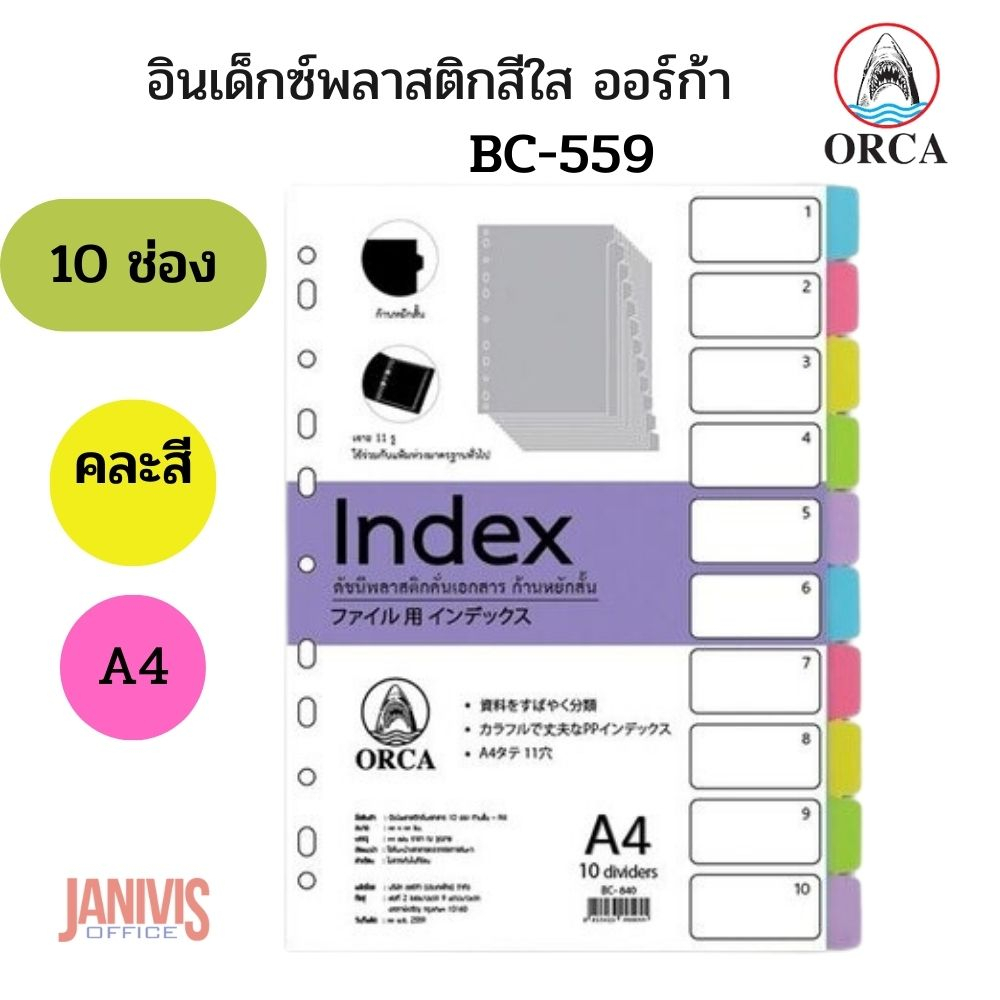 อินเด็กซ์พลาสติกสีใส ออร์ก้า
BC-559
ORCA
10 ช่อง
คละสี
A4
ก้านหยักสั้น
เจาะ 11 รู
ใช้ร่วมกับแฟ้มห่วงมาตรฐานทั่วไป
Index
ดัชนีพลาสติกคั่นเอกสาร ก้านหยักสั้น
ファイル用 インデックス
ORCA
• 資料をすばやく分類
• カラフルで丈夫なPPインデックス
• A4タテ 11穴
A4
10 dividers
BC-840
1
2
3
4
5
6
7
8
9
10
JANIVIS
OFFICE